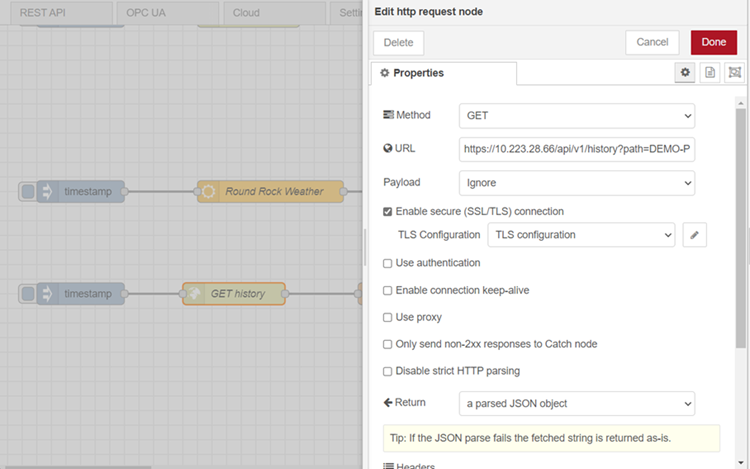 REST API
OPC UA
Cloud
Edit http request node
Delete
Cancel
Done
Properties
Method
GET
URL
https://10.223.28.66/api/v1/history?path=DEMO-P
Payload
Ignore
Enable secure (SSL/TLS) connection
TLS Configuration
TLS configuration
Use authentication
Enable connection keep-alive
Use proxy
Only send non-2xx responses to Catch node
Disable strict HTTP parsing
Return
a parsed JSON object
Tip: If the JSON parse fails the fetched string is returned as-is.
Headers
timestamp
Round Rock Weather
timestamp
GET history